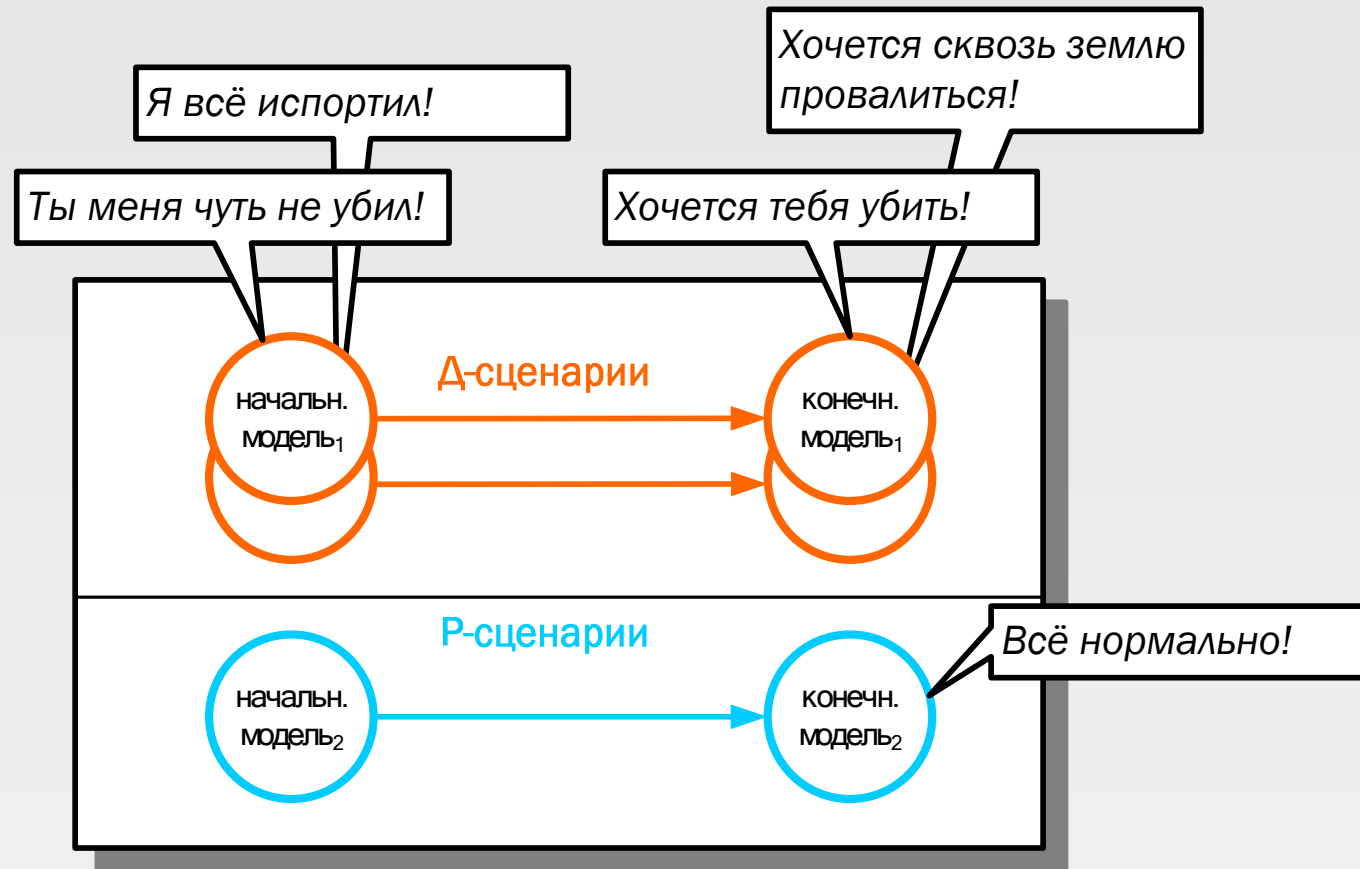 Хочется сквозь землю
провалиться!
Я всё испортил!
Ты меня чуть не убил!
Хочется тебя убить!
Д-сценарии
начальн.
модель₁
конечн.
модель₁
Р-сценарии
Всё нормально!
начальн.
модель₂
конечн.
модель₂